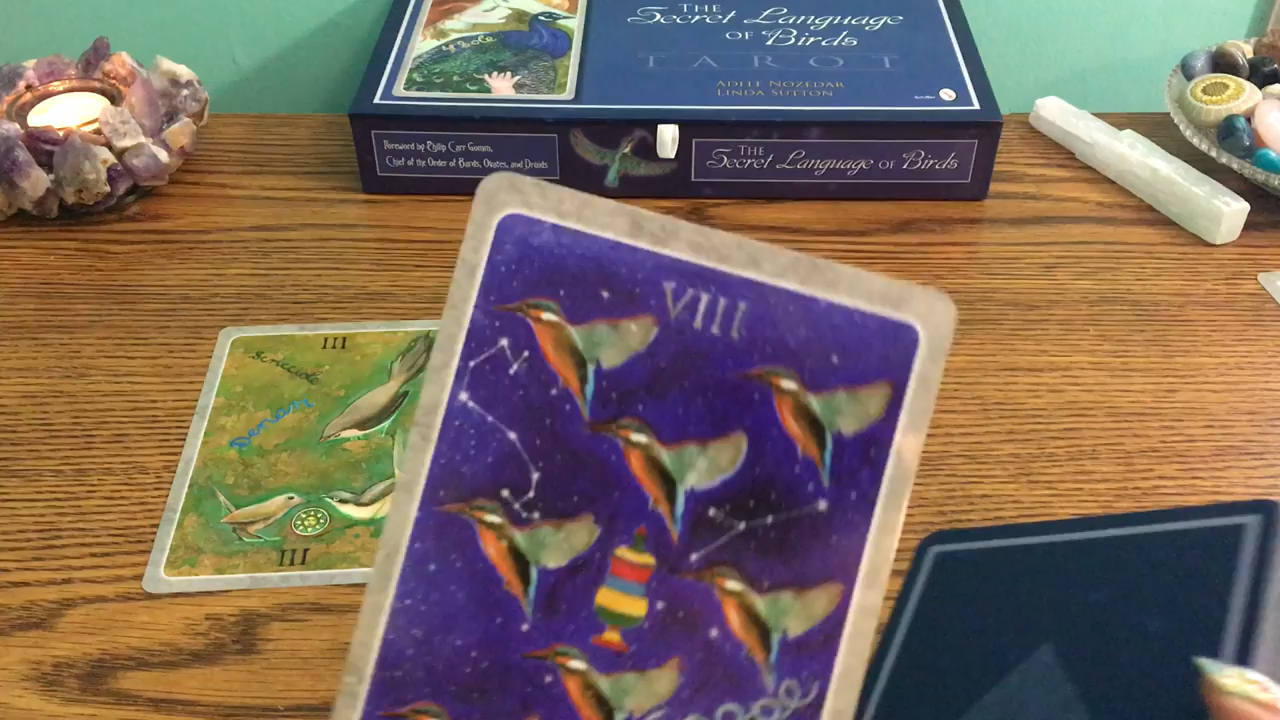 THE
Secret Language
OF Birds
TAROT
ADELE NOZEDAR
LINDA SUTTON
Foreword by Philip Carr Gomm,
Chief of the Order of Bards, Ovates, and Druids
THE
Secret Language OF Birds
VIII
III
III